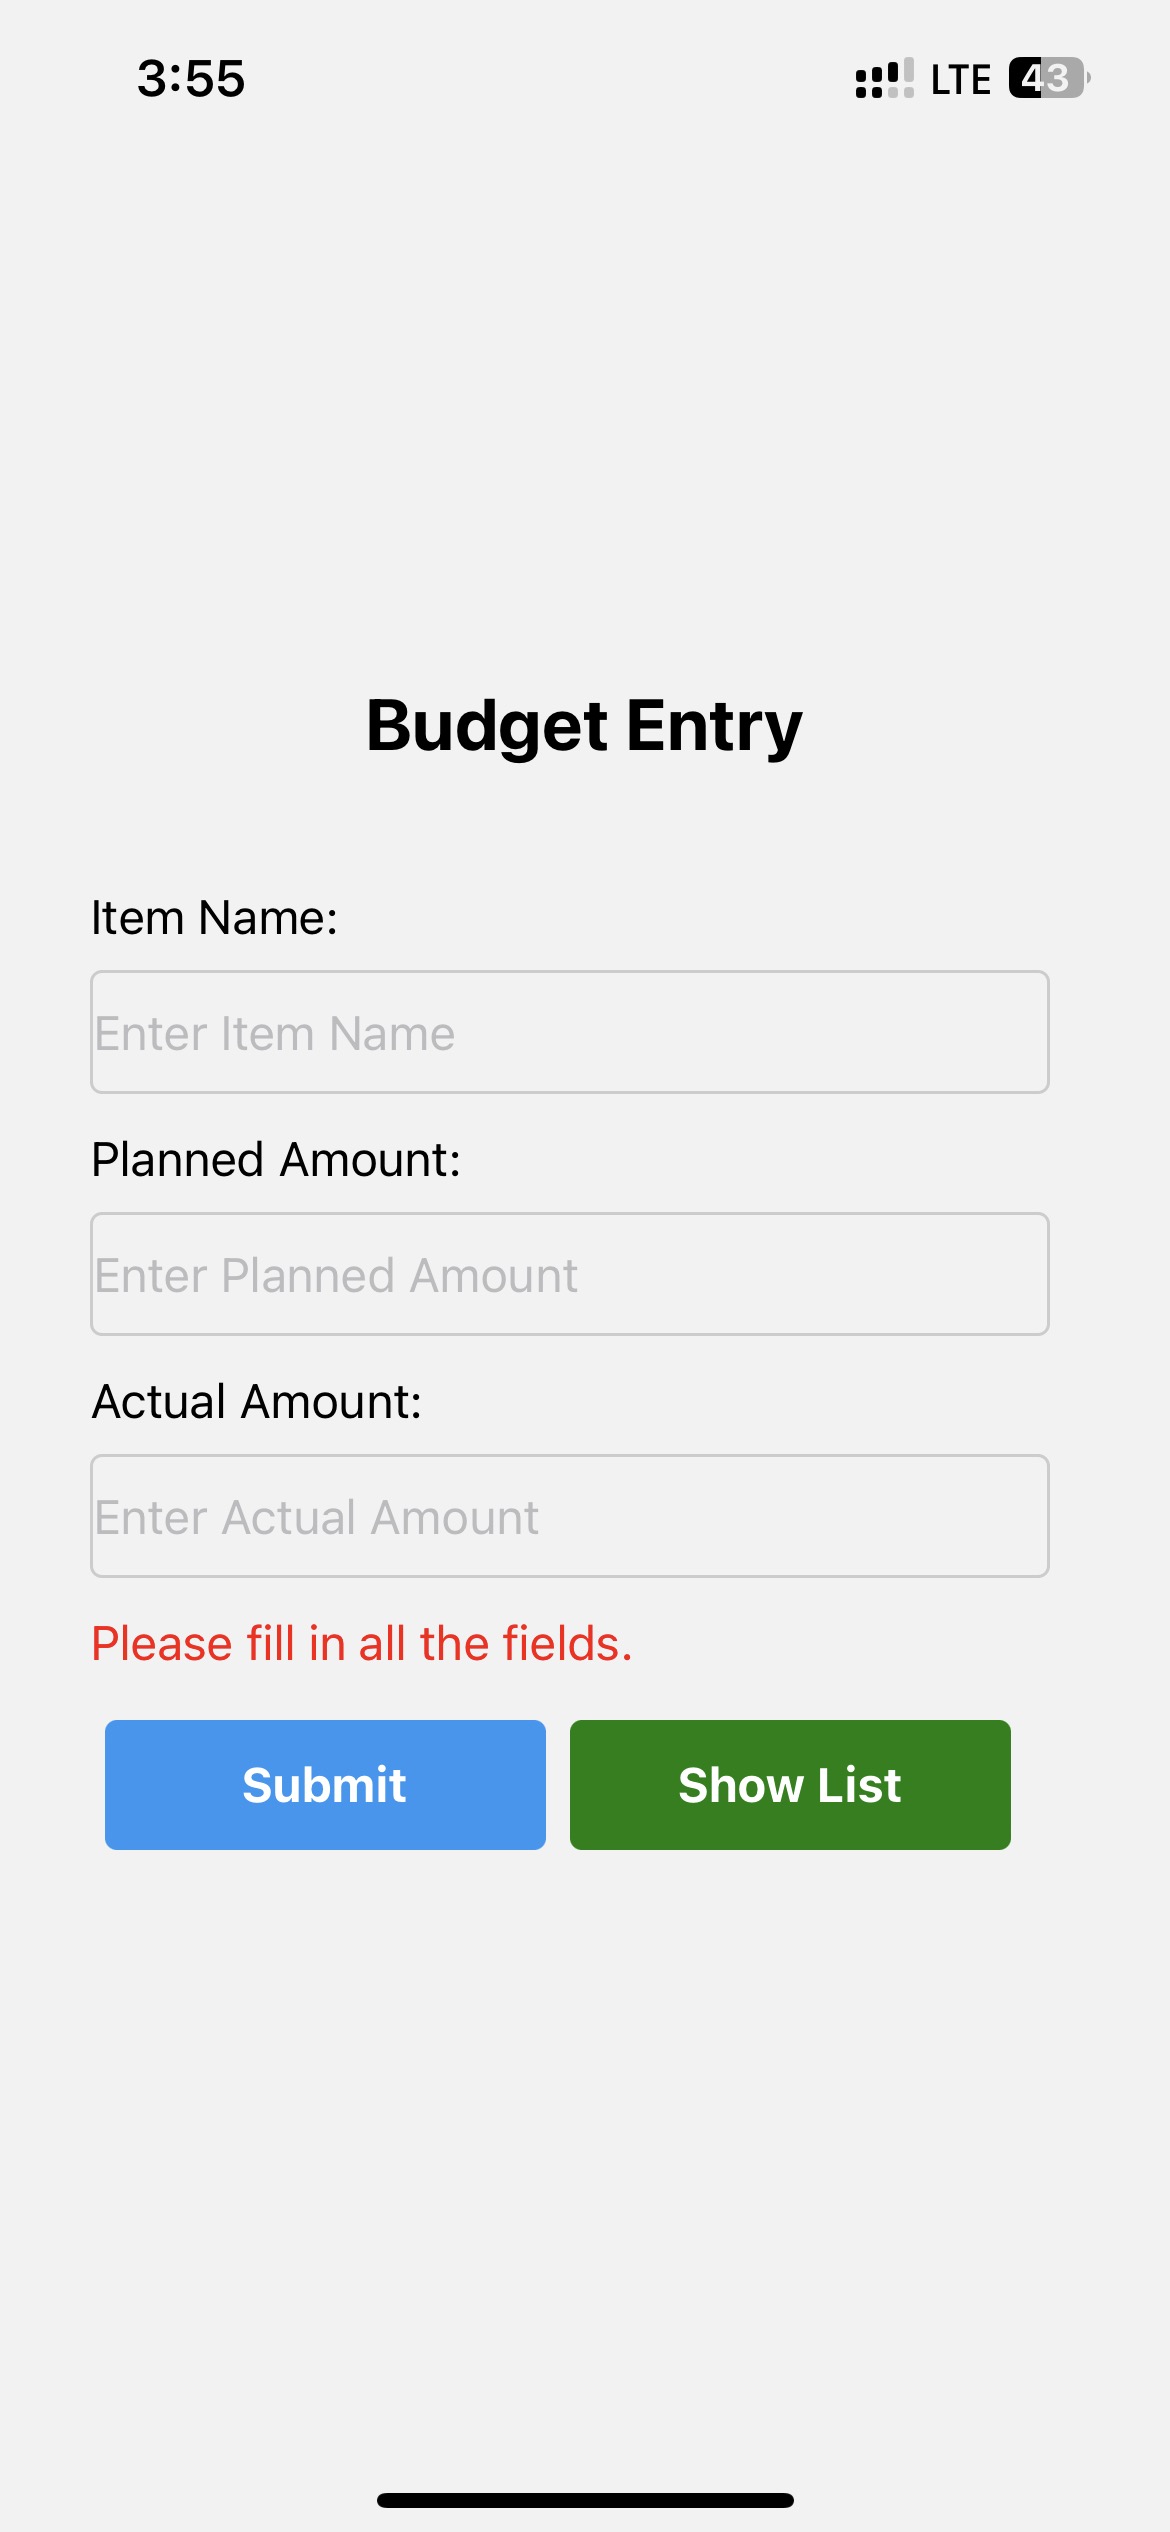 3:55 LTE 43
Budget Entry
Item Name:
Enter Item Name
Planned Amount:
Enter Planned Amount
Actual Amount:
Enter Actual Amount
Please fill in all the fields.
Submit Show List